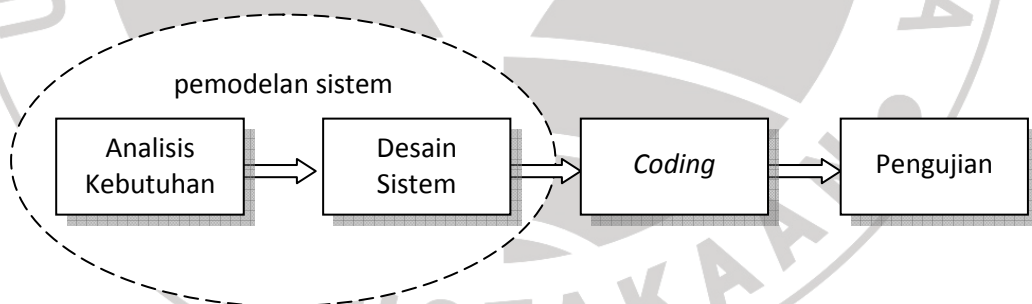 pemodelan sistem
Analisis
Kebutuhan
Desain
Sistem
Coding
Pengujian